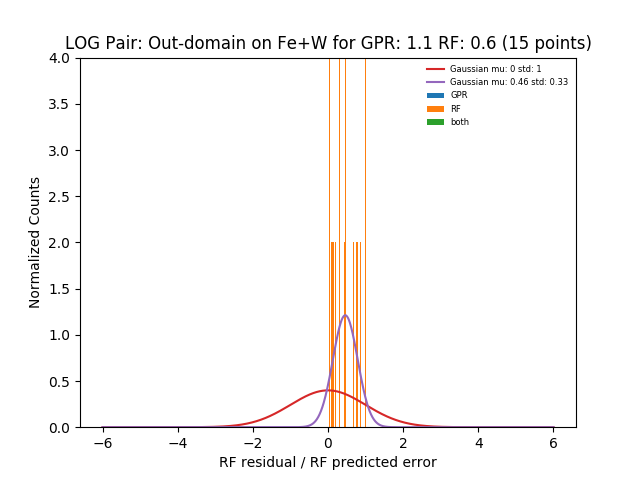 LOG Pair: Out-domain on Fe+W for GPR: 1.1 RF: 0.6 (15 points)
4.0
3.5
3.0
2.5
2.0
1.5
1.0
0.5
0.0
Normalized Counts
Gaussian mu: 0 std: 1
Gaussian mu: 0.46 std: 0.33
GPR
RF
both
−6 −4 −2 0 2 4 6
RF residual / RF predicted error